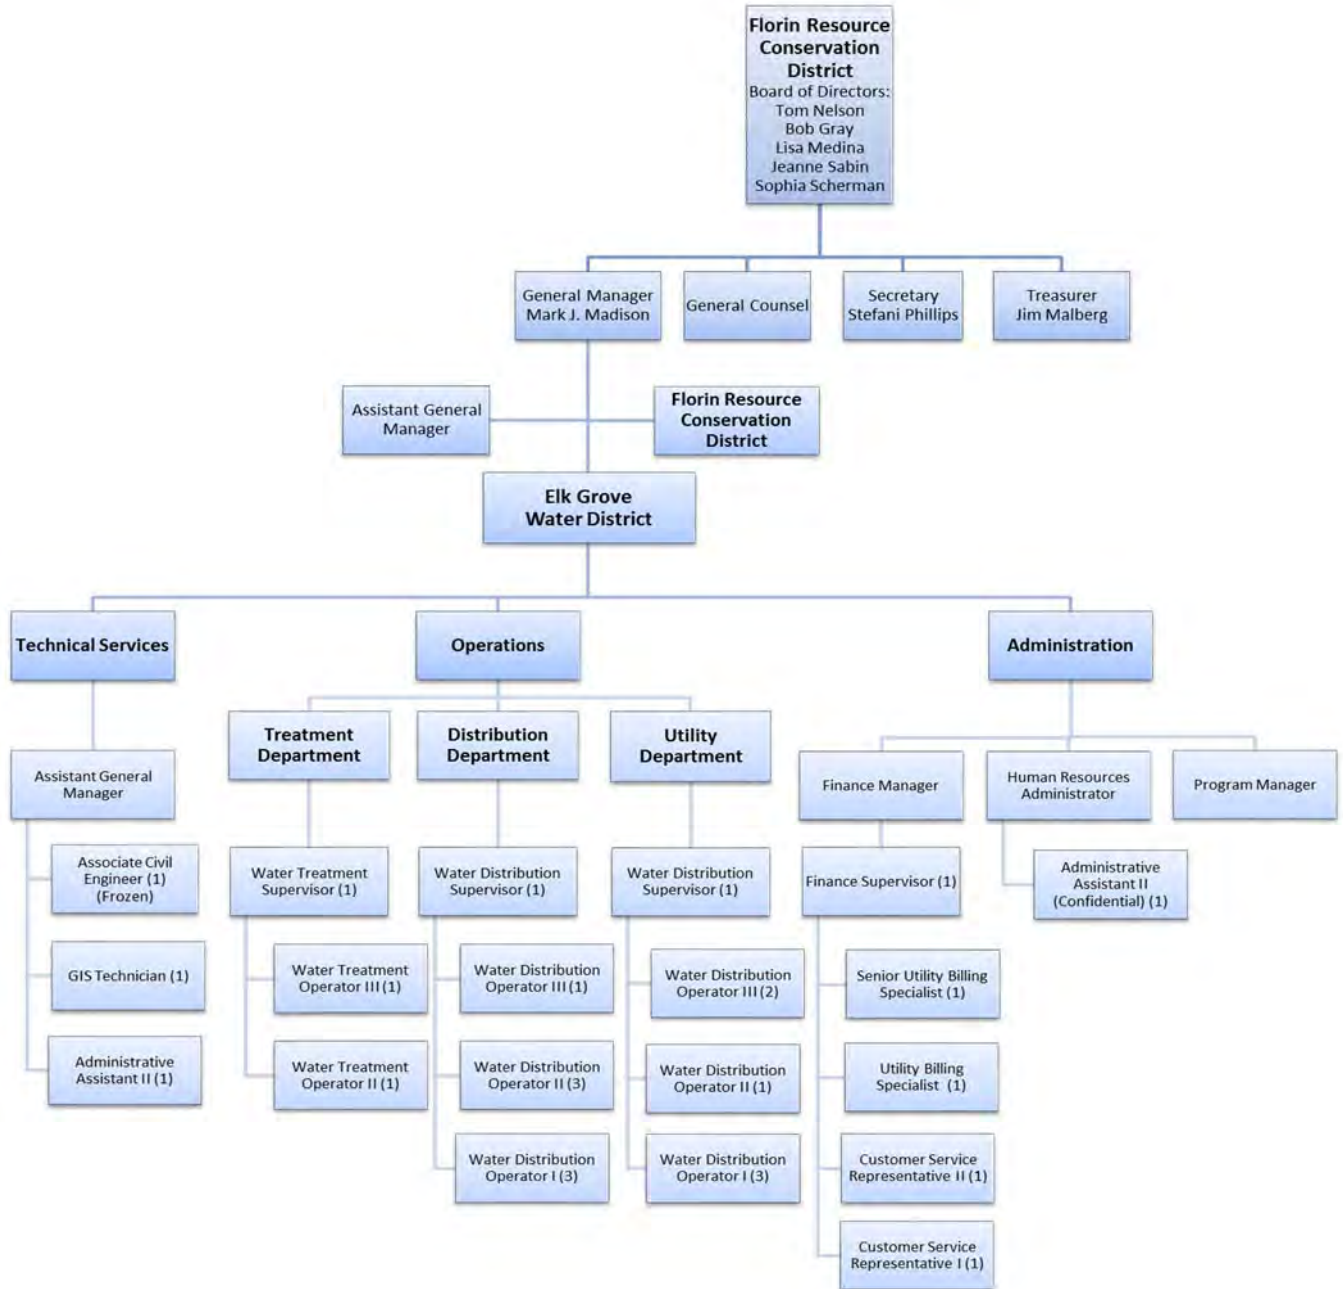 Florin Resource
Conservation
District
Board of Directors:
Tom Nelson
Bob Gray
Lisa Medina
Jeanne Sabin
Sophia Scherman
General Manager
Mark J. Madison
General Counsel
Secretary
Stefani Phillips
Treasurer
Jim Malberg
Assistant General
Manager
Florin Resource
Conservation
District
Elk Grove
Water District
Technical Services
Operations
Administration
Treatment
Department
Distribution
Department
Utility
Department
Assistant General
Manager
Finance Manager
Human Resources
Administrator
Program Manager
Associate Civil
Engineer (1)
(Frozen)
Water Treatment
Supervisor (1)
Water Distribution
Supervisor (1)
Water Distribution
Supervisor (1)
Finance Supervisor (1)
Administrative
Assistant II
(Confidential) (1)
GIS Technician (1)
Water Treatment
Operator III (1)
Water Distribution
Operator III (1)
Water Distribution
Operator III (2)
Senior Utility Billing
Specialist (1)
Administrative
Assistant II (1)
Water Treatment
Operator II (1)
Water Distribution
Operator II (3)
Water Distribution
Operator II (1)
Utility Billing
Specialist (1)
Water Distribution
Operator I (3)
Water Distribution
Operator I (3)
Customer Service
Representative II (1)
Customer Service
Representative I (1)